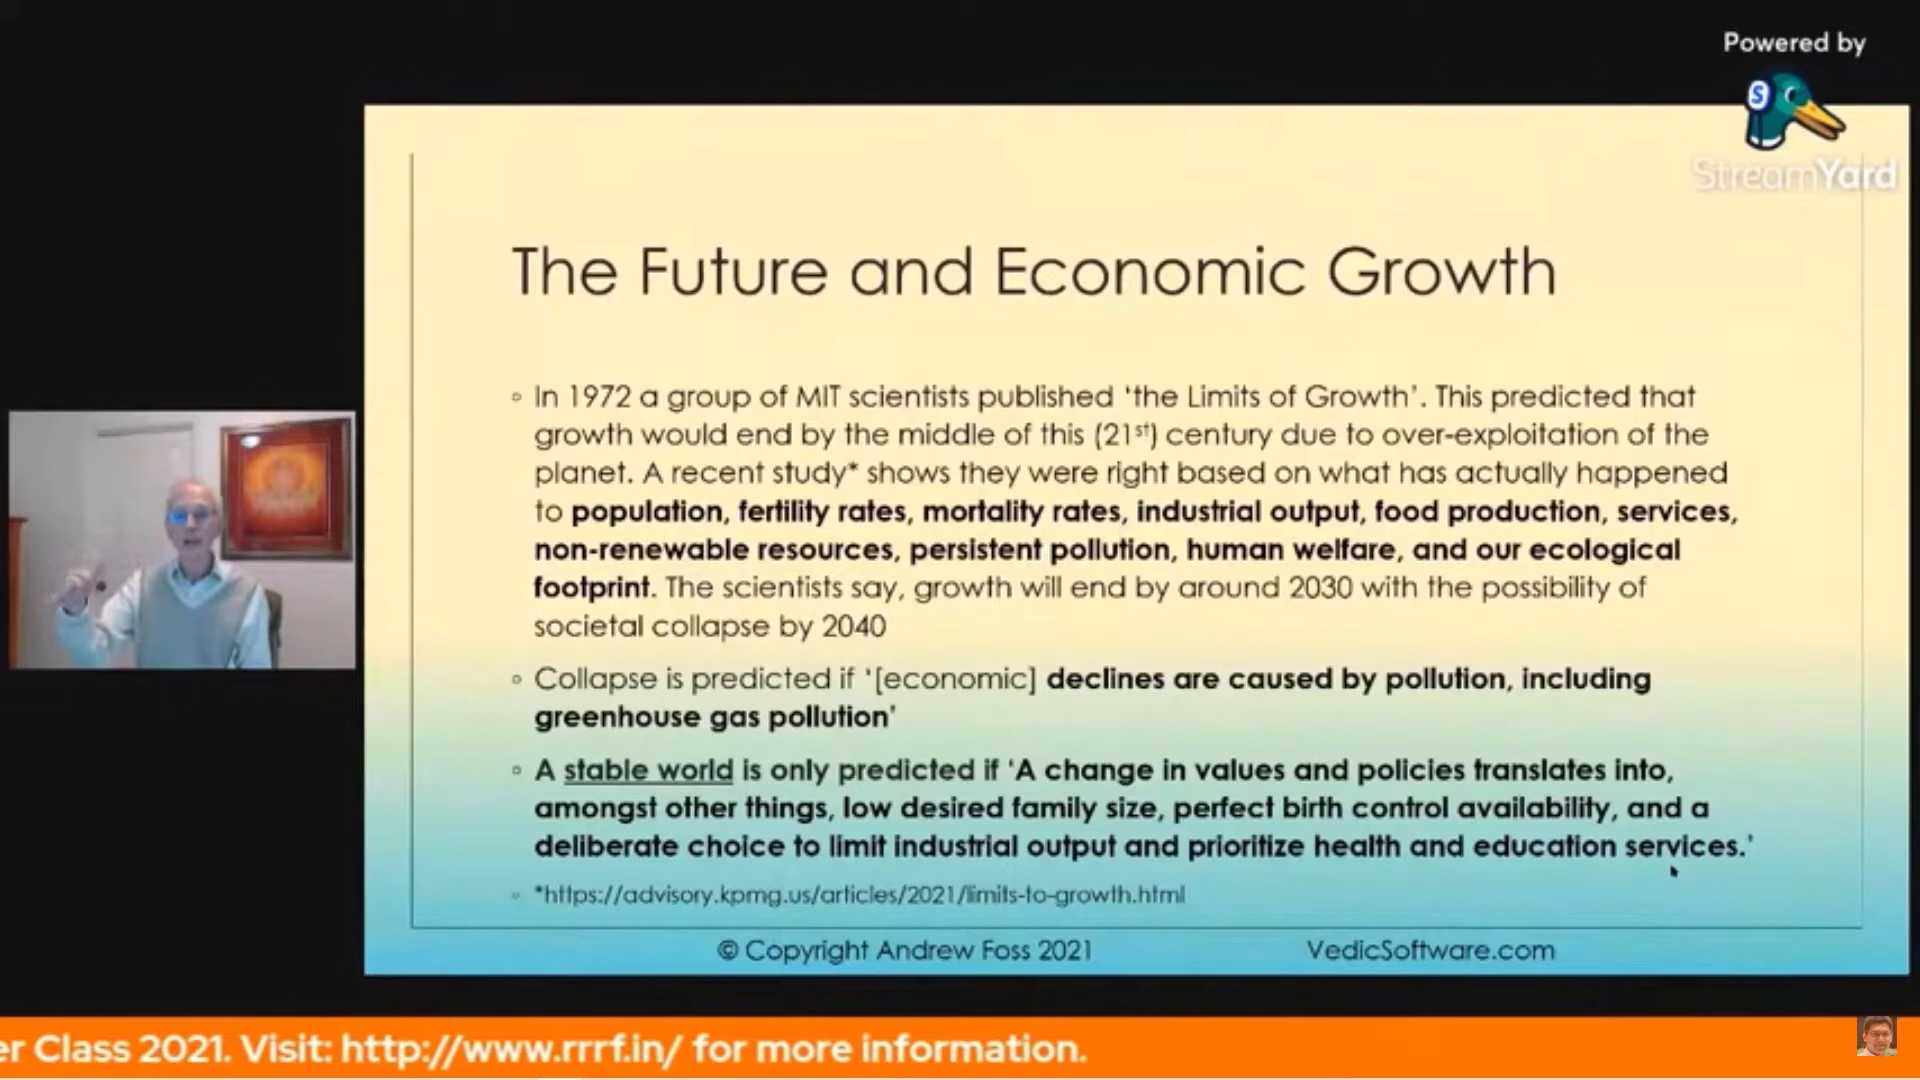 Powered by
StreamYard
The Future and Economic Growth
◦ In 1972 a group of MIT scientists published ‘the Limits of Growth’. This predicted that
growth would end by the middle of this (21st) century due to over-exploitation of the
planet. A recent study* shows they were right based on what has actually happened
to population, fertility rates, mortality rates, industrial output, food production, services,
non-renewable resources, persistent pollution, human welfare, and our ecological
footprint. The scientists say, growth will end by around 2030 with the possibility of
societal collapse by 2040
◦ Collapse is predicted if ‘[economic] declines are caused by pollution, including
greenhouse gas pollution’
◦ A stable world is only predicted if ‘A change in values and policies translates into,
amongst other things, low desired family size, perfect birth control availability, and a
deliberate choice to limit industrial output and prioritize health and education services.’
◦ *https://advisory.kpmg.us/articles/2021/limits-to-growth.html
© Copyright Andrew Foss 2021 VedicSoftware.com
er Class 2021. Visit: http://www.rrrf.in/ for more information.